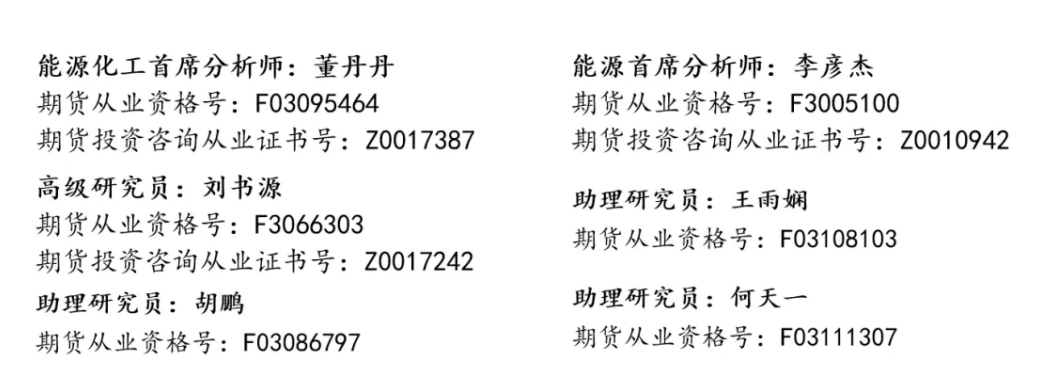 能源化工首席分析师：董丹丹
期货从业资格号：F03095464
期货投资咨询从业证书号：Z0017387
高级研究员：刘书源
期货从业资格号：F3066303
期货投资咨询从业证书号：Z0017242
助理研究员：胡鹏
期货从业资格号：F03086797
能源首席分析师：李彦杰
期货从业资格号：F3005100
期货投资咨询从业证书号：Z0010942
助理研究员：王雨娴
期货从业资格号：F03108103
助理研究员：何天一
期货从业资格号：F03111307